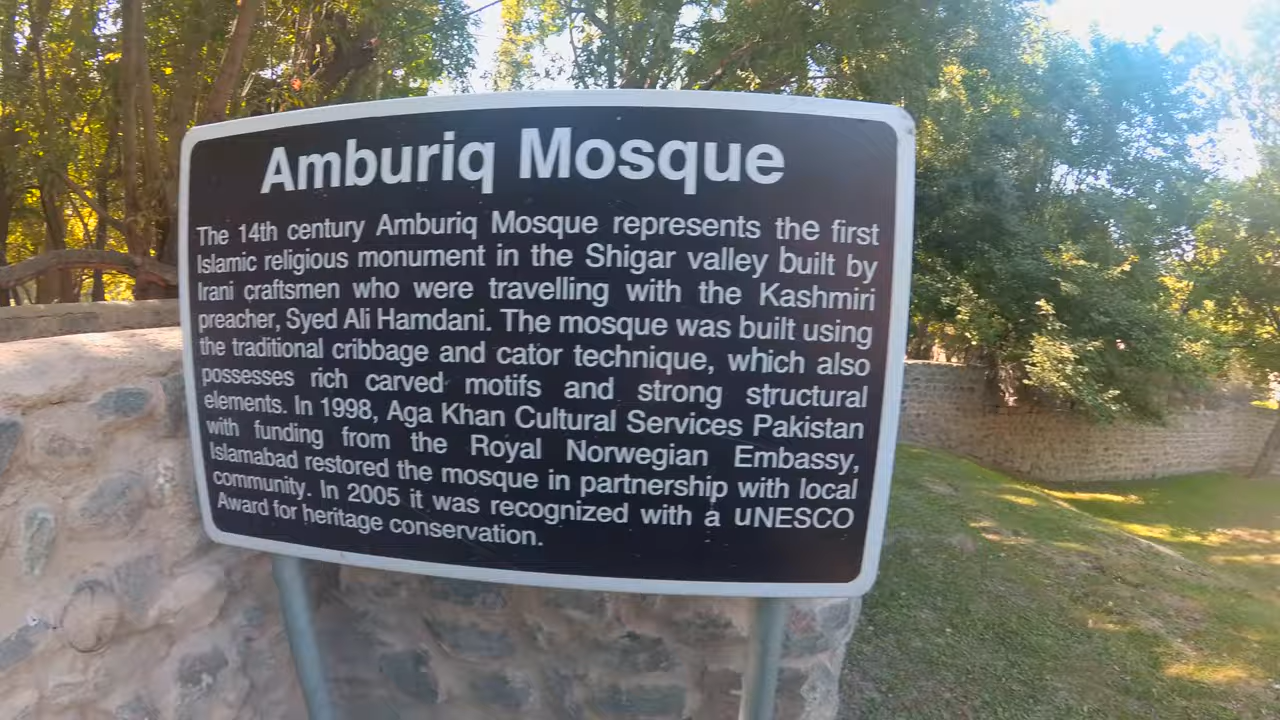 Amburiq Mosque
The 14th century Amburiq Mosque represents the first
Islamic religious monument in the Shigar valley built by
Irani craftsmen who were travelling with the Kashmiri
preacher, Syed Ali Hamdani. The mosque was built using
the traditional cribbage and cator technique, which also
possesses rich carved motifs and strong structural
elements. In 1998, Aga Khan Cultural Services Pakistan
with funding from the Royal Norwegian Embassy,
Islamabad restored the mosque in partnership with local
community. In 2005 it was recognized with a uNESCO
Award for heritage conservation.